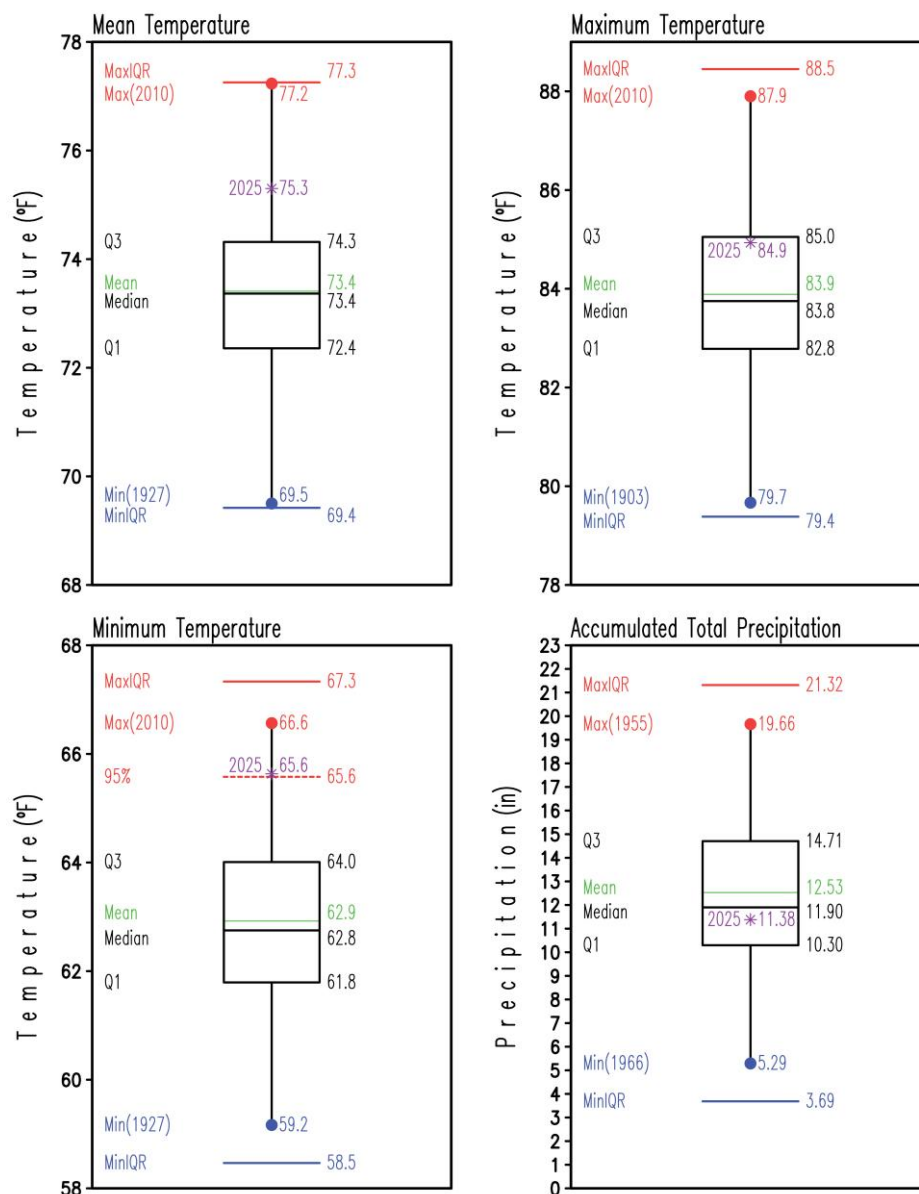 Mean Temperature
Temperature (°F)
78
76
74
72
70
68
MaxIQR 77.3
Max(2010) 77.2
2025 * 75.3
Q3 74.3
Mean 73.4
Median 73.4
Q1 72.4
Min(1927) 69.5
MinIQR 69.4
Maximum Temperature
Temperature (°F)
88
86
84
82
80
78
MaxIQR 88.5
Max(2010) 87.9
Q3 85.0
2025 * 84.9
Mean 83.9
Median 83.8
Q1 82.8
Min(1903) 79.7
MinIQR 79.4
Minimum Temperature
Temperature (°F)
68
66
64
62
60
58
MaxIQR 67.3
Max(2010) 66.6
2025 * 65.6
95% 65.6
Q3 64.0
Mean 62.9
Median 62.8
Q1 61.8
Min(1927) 59.2
MinIQR 58.5
Accumulated Total Precipitation
Precipitation (in)
23
22
21
20
19
18
17
16
15
14
13
12
11
10
9
8
7
6
5
4
3
2
1
0
MaxIQR 21.32
Max(1955) 19.66
Q3 14.71
Mean 12.53
Median 11.90
2025 * 11.38
Q1 10.30
Min(1966) 5.29
MinIQR 3.69